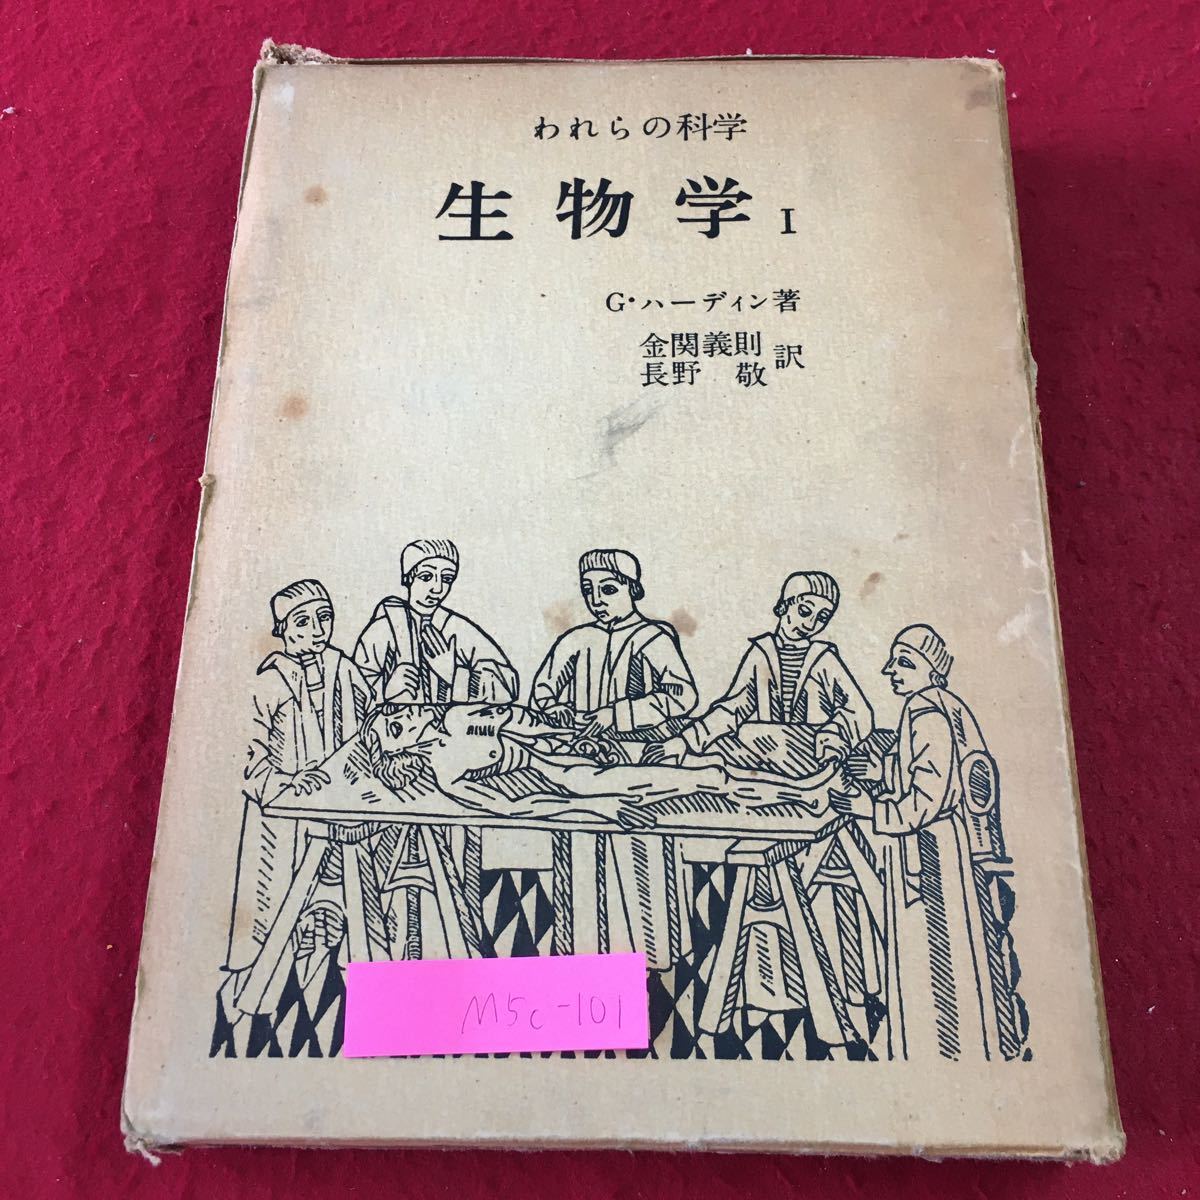 われらの科学
生物学 I
G・ハーディン著
金関義則
長野 敬 訳
M5c-101